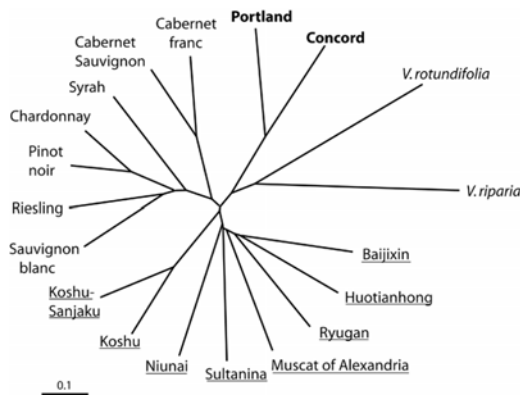 Portland
Concord
Cabernet
franc
Cabernet
Sauvignon
Syrah
Chardonnay
Pinot
noir
Riesling
Sauvignon
blanc
Koshu-
Sanjaku
Koshu
Niunai
Sultanina
Muscat of Alexandria
Ryugan
Huotianhong
Baijixin
V. riparia
V. rotundifolia
0.1